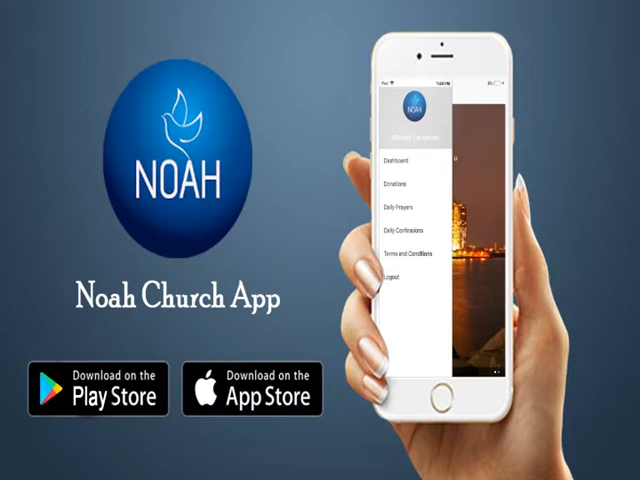 NOAH
Noah Church App
Download on the
Play Store
Download on the
App Store
NOAH
Dashboard
Donations
Daily Prayers
Daily Confessions
Terms and Conditions
Logout